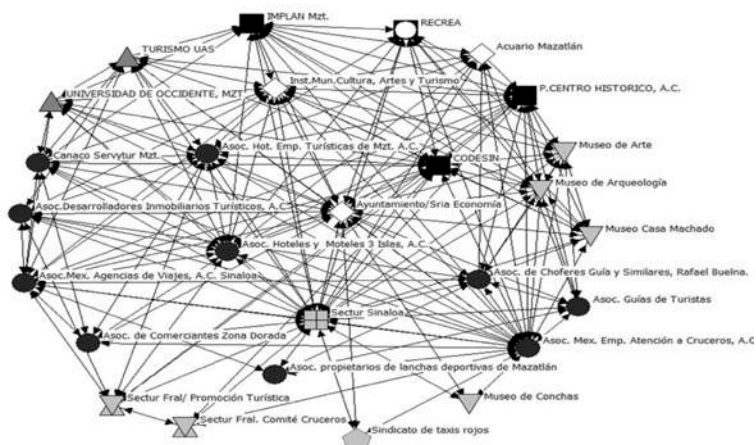 IMPLAN Mzt.
RECREA
TURISMO UAS
Acuario Mazatlán
Inst.Mun.Cultura, Artes y Turismo
UNIVERSIDAD DE OCCIDENTE, MZT
P.CENTRO HISTORICO, A.C.
Asoc. Hot. Emp. Turísticas de Mzt. A.C.
Museo de Arte
Canaco Servytur Mzt.
CODESIN
Museo de Arqueología
Asoc.Desarrolladores Inmobiliarios Turísticos, A.C
Ayuntamiento/Sria Economía
Museo Casa Machado
Asoc. Hoteles y Moteles 3 Islas, A.C.
Asoc.Mex. Agencias de Viajes, A.C. Sinaloa
Asoc. de Choferes Guía y Similares, Rafael Buelna.
Asoc. Guías de Turistas
Sectur Sinaloa
Asoc. de Comerciantes Zona Dorada
Asoc. Mex. Emp. Atención a Cruceros, A.C
Asoc. propietarios de lanchas deportivas de Mazatlán
Sectur Fral/ Promoción Turística
Museo de Conchas
Sectur Fral. Comité Cruceros
Sindicato de taxis rojos